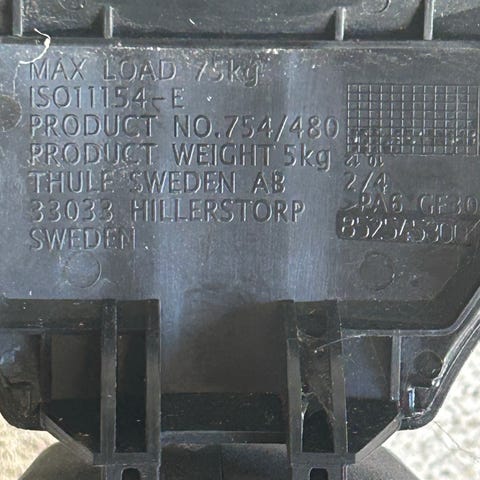 MAX LOAD 75kg
ISO11154-E
PRODUCT NO.754/480
PRODUCT WEIGHT 5kg
THULE SWEDEN AB
33033 HILLERSTORP
SWEDEN
2/4
>PA6 GF30